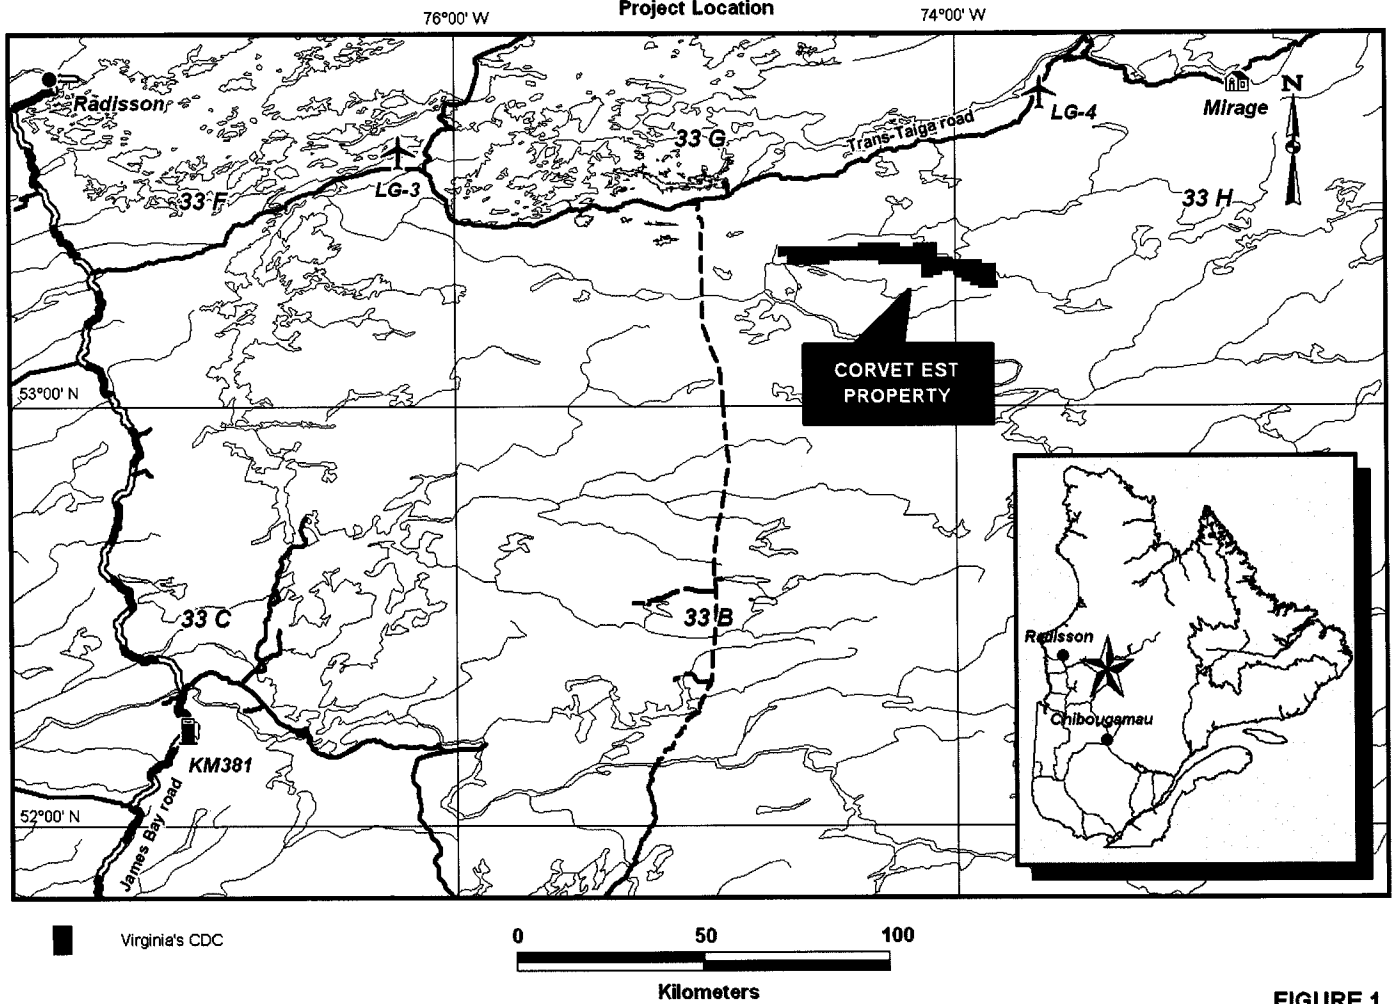 Project Location
76°00' W
74°00' W
Radisson
33 G
Trans-Taiga road
LG-4
Mirage
N
LG-3
33 F
33 H
CORVET EST
PROPERTY
53°00' N
33 C
33 B
Radisson
Chibougamau
KM381
James Bay road
52°00' N
Virginia's CDC
0 50 100
Kilometers
FIGURE 1